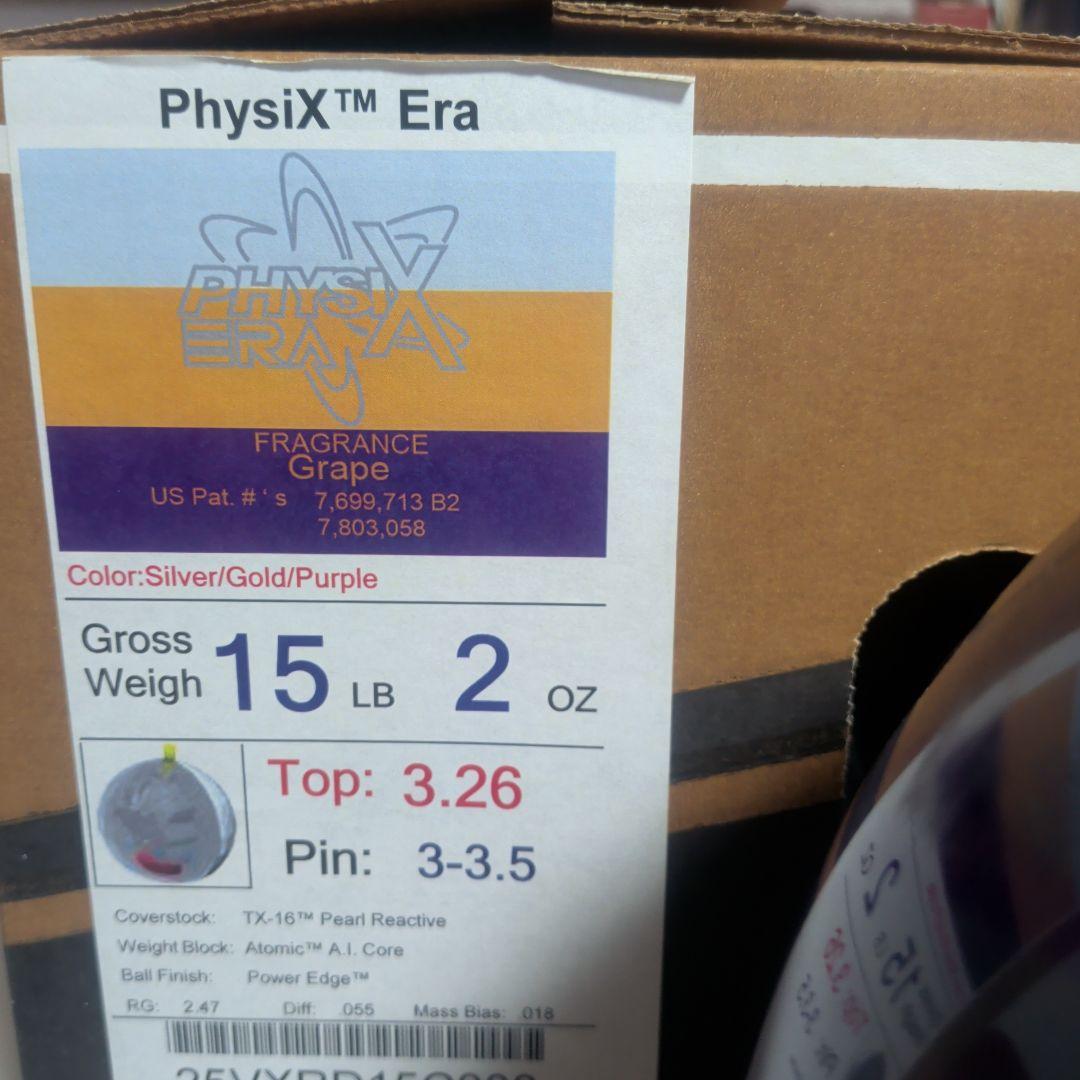 PhysiX™ Era
PHYSIX
ERA
FRAGRANCE
Grape
US Pat. # ' s 7,699,713 B2
7,803,058
Color:Silver/Gold/Purple
Gross
Weigh 15 LB 2 OZ
Top: 3.26
Pin: 3-3.5
Coverstock: TX-16™ Pearl Reactive
Weight Block: Atomic™ A.I. Core
Ball Finish: Power Edge™
RG: 2.47 Diff: .055 Mass Bias: .018